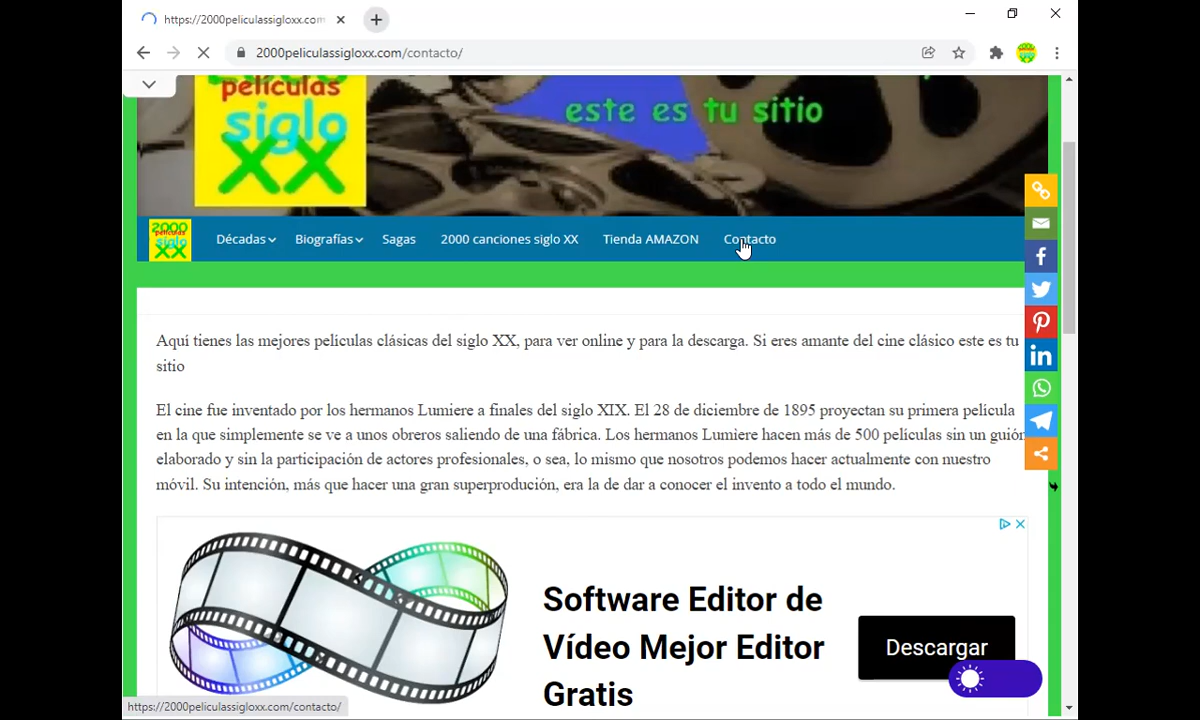 https://2000peliculassigloxx.com
2000peliculassigloxx.com/contacto/
películas
siglo
XX
este es tu sitio
2000
películas
siglo
XX
Décadas
Biografías
Sagas
2000 canciones siglo XX
Tienda AMAZON
Contacto
Aquí tienes las mejores peliculas clásicas del siglo XX, para ver online y para la descarga. Si eres amante del cine clásico este es tu
sitio
El cine fue inventado por los hermanos Lumiere a finales del siglo XIX. El 28 de diciembre de 1895 proyectan su primera película
en la que simplemente se ve a unos obreros saliendo de una fábrica. Los hermanos Lumiere hacen más de 500 películas sin un guión
elaborado y sin la participación de actores profesionales, o sea, lo mismo que nosotros podemos hacer actualmente con nuestro
móvil. Su intención, más que hacer una gran superprodución, era la de dar a conocer el invento a todo el mundo.
Software Editor de
Vídeo Mejor Editor
Gratis
Descargar
https://2000peliculassigloxx.com/contacto/